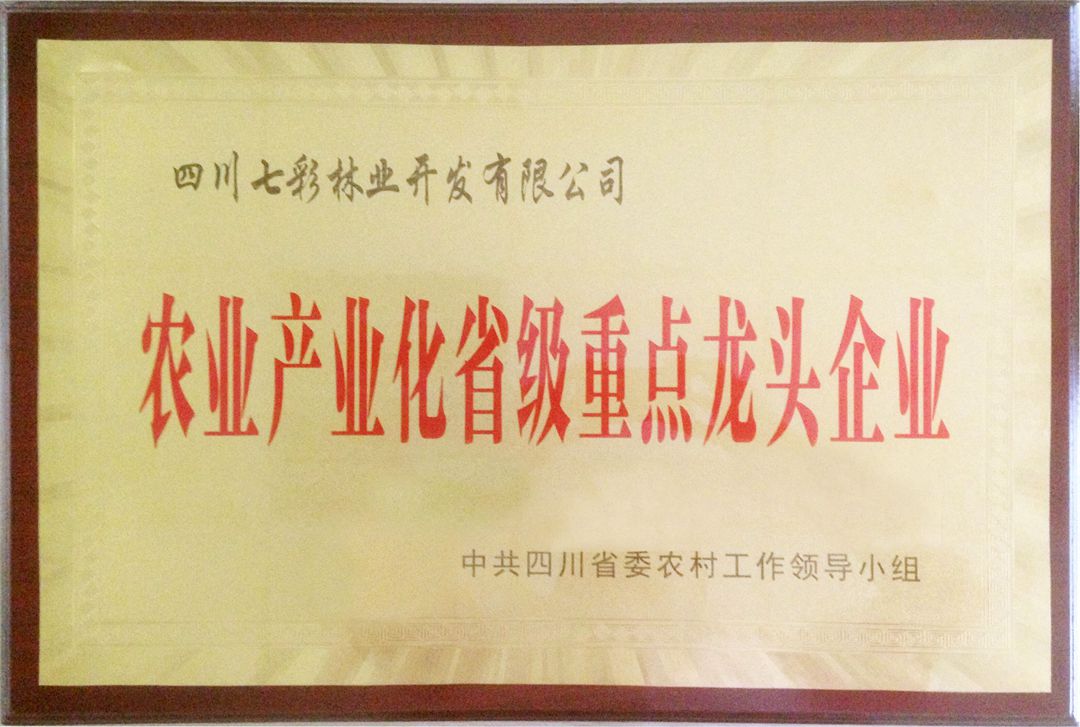 四川七彩林业开发有限公司
农业产业化省级重点龙头企业
中共四川省委农村工作领导小组